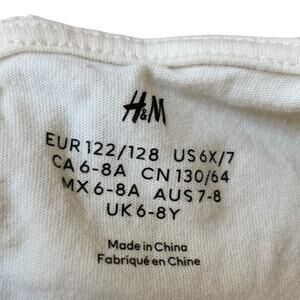 H&M
EUR 122/128 US 6X/7
CA 6-8A CN 130/64
MX 6-8A AUS 7-8
UK 6-8Y
Made in China
Fabriqué en Chine